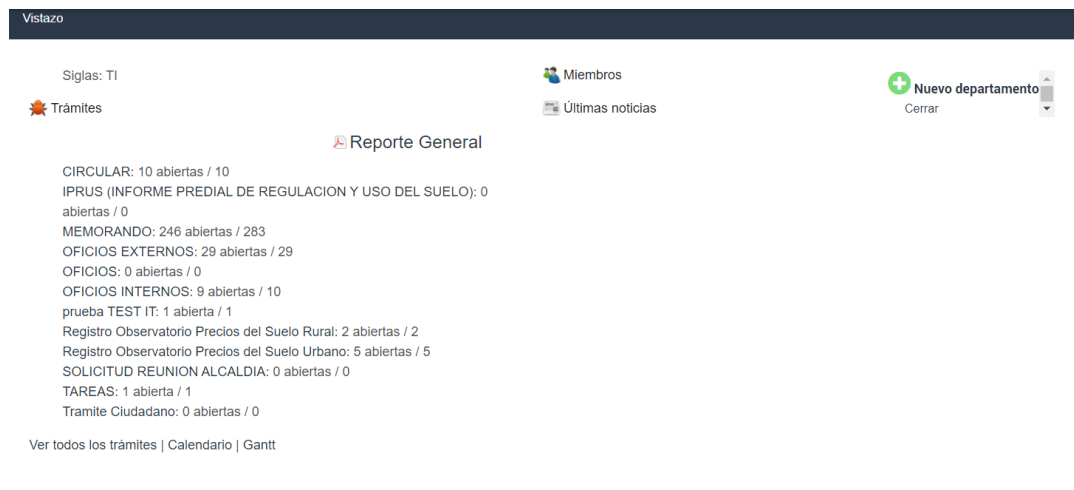 Vistazo
Siglas: TI
Trámites
Reporte General
CIRCULAR: 10 abiertas / 10
IPRUS (INFORME PREDIAL DE REGULACION Y USO DEL SUELO): 0
abiertas / 0
MEMORANDO: 246 abiertas / 283
OFICIOS EXTERNOS: 29 abiertas / 29
OFICIOS: 0 abiertas / 0
OFICIOS INTERNOS: 9 abiertas / 10
prueba TEST IT: 1 abierta / 1
Registro Observatorio Precios del Suelo Rural: 2 abiertas / 2
Registro Observatorio Precios del Suelo Urbano: 5 abiertas / 5
SOLICITUD REUNION ALCALDIA: 0 abiertas / 0
TAREAS: 1 abierta / 1
Tramite Ciudadano: 0 abiertas / 0
Ver todos los trámites | Calendario | Gantt
Miembros
Últimas noticias
Nuevo departamento
Cerrar